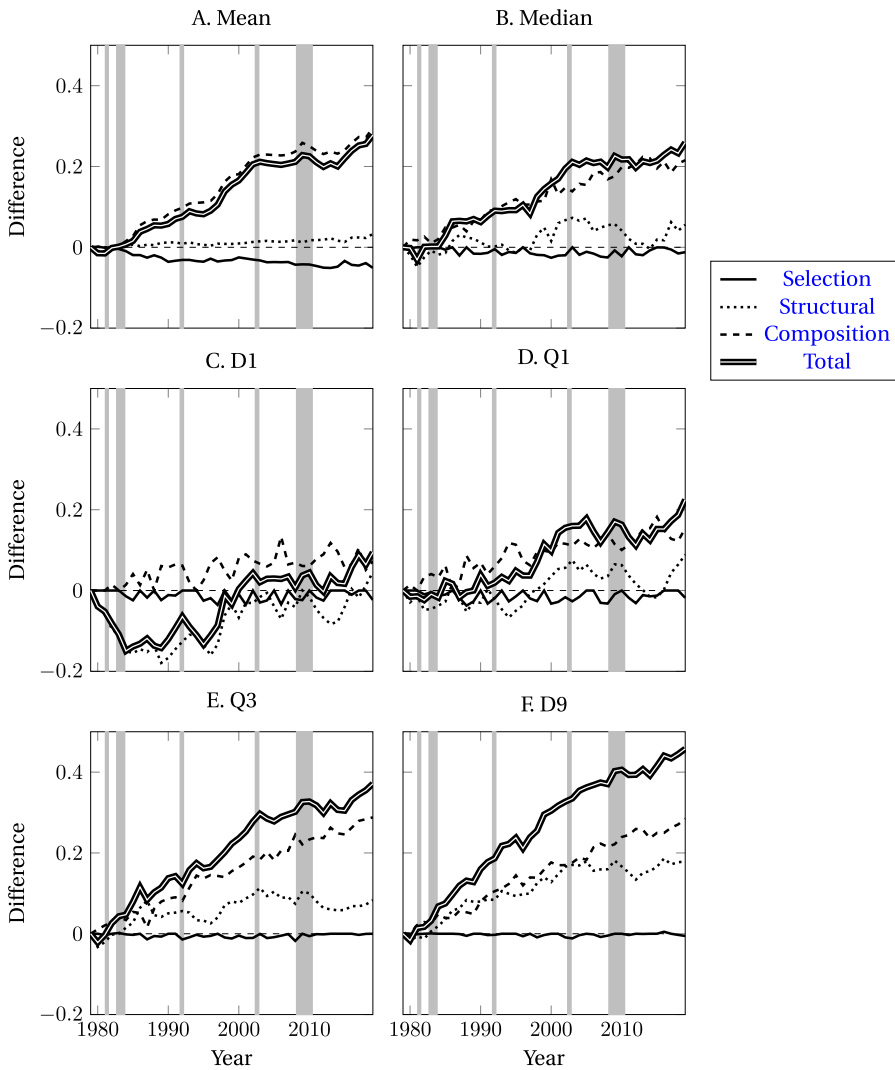 A. Mean
B. Median
0.4
0.2
0
−0.2
Difference
Selection
Structural
Composition
Total
C. D1
D. Q1
0.4
0.2
0
−0.2
Difference
E. Q3
F. D9
0.4
0.2
0
−0.2
Difference
1980 1990 2000 2010
1980 1990 2000 2010
Year
Year